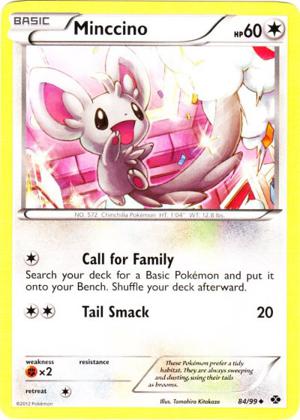 BASIC
Minccino
HP60
NO. 572 Chinchilla Pokémon HT. 1'04" WT. 12.8 lbs.
Call for Family
Search your deck for a Basic Pokémon and put it
onto your Bench. Shuffle your deck afterward.
Tail Smack 20
weakness
×2
resistance
retreat
These Pokémon prefer a tidy
habitat. They are always sweeping
and dusting, using their tails
as brooms.
Illus. Tomohiro Kitakaze
84/99
©2012 Pokémon